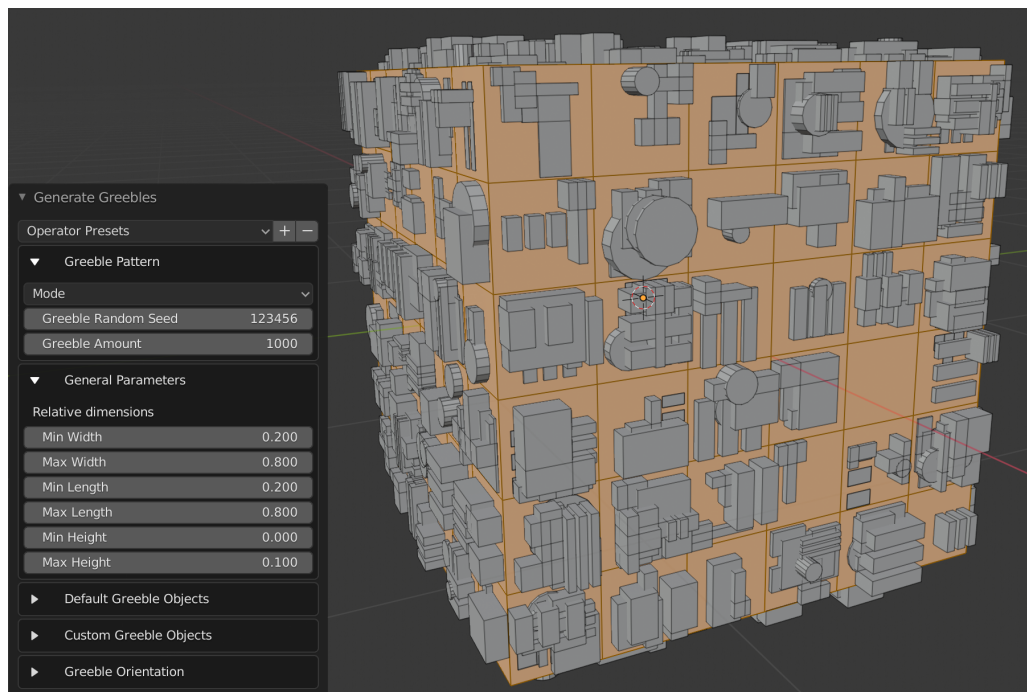 Generate Greebles
Operator Presets + −
Greeble Pattern
Mode
Greeble Random Seed 123456
Greeble Amount 1000
General Parameters
Relative dimensions
Min Width 0.200
Max Width 0.800
Min Length 0.200
Max Length 0.800
Min Height 0.000
Max Height 0.100
Default Greeble Objects
Custom Greeble Objects
Greeble Orientation